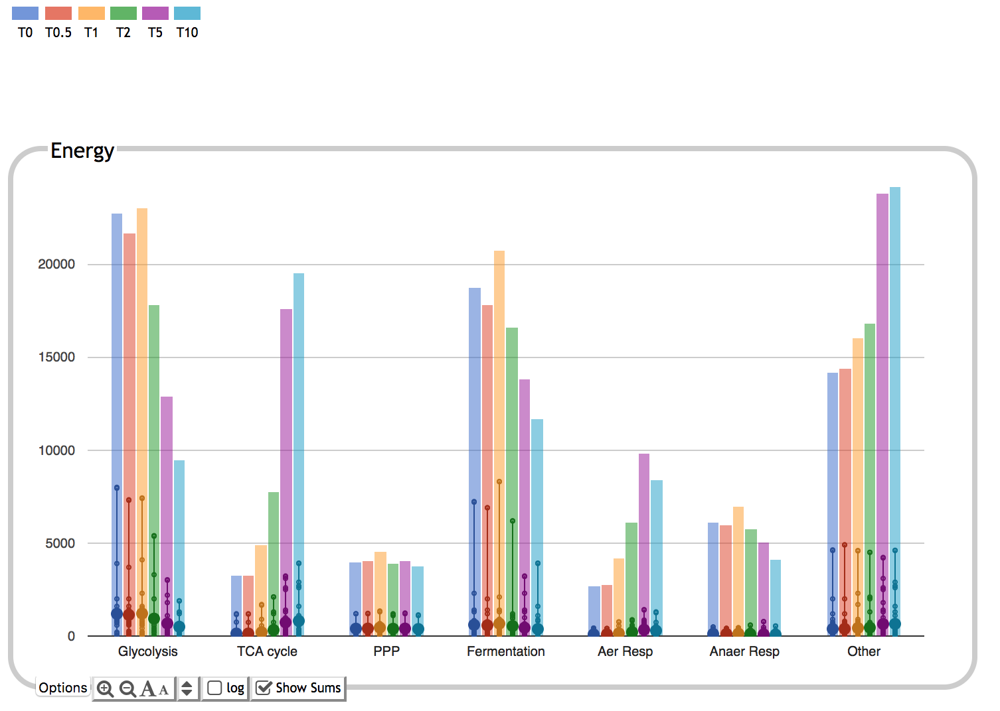 T0 T0.5 T1 T2 T5 T10
Energy
20000
15000
10000
5000
0
Glycolysis TCA cycle PPP Fermentation Aer Resp Anaer Resp Other
Options A A log Show Sums